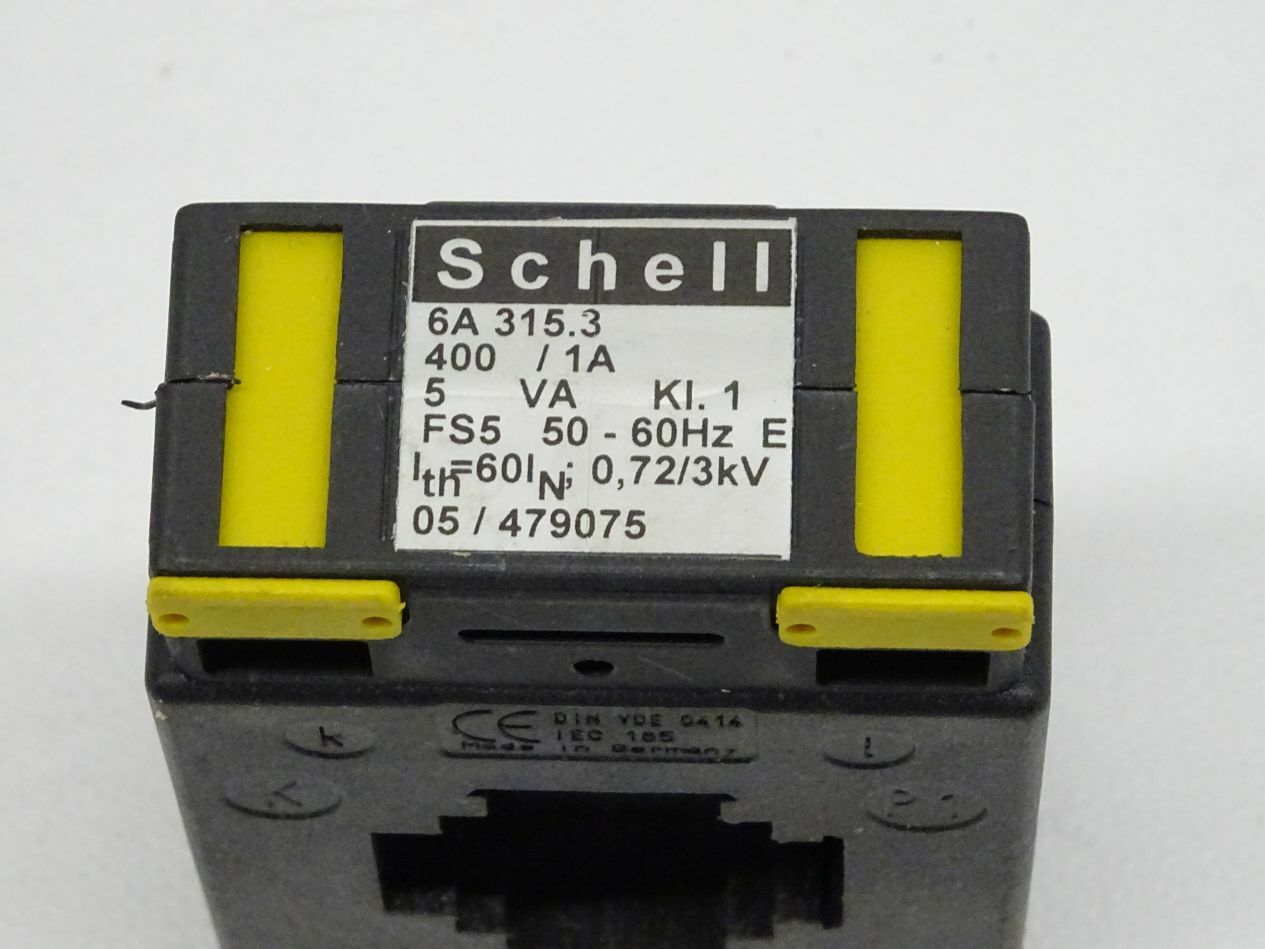 Schell
6A 315.3
400 / 1A
5 VA Kl. 1
FS5 50 - 60Hz E
Ith=60IN; 0,72/3kV
05 / 479075
CE DIN VDE 0414
IEC 185
Made in Germany
k l
K P1